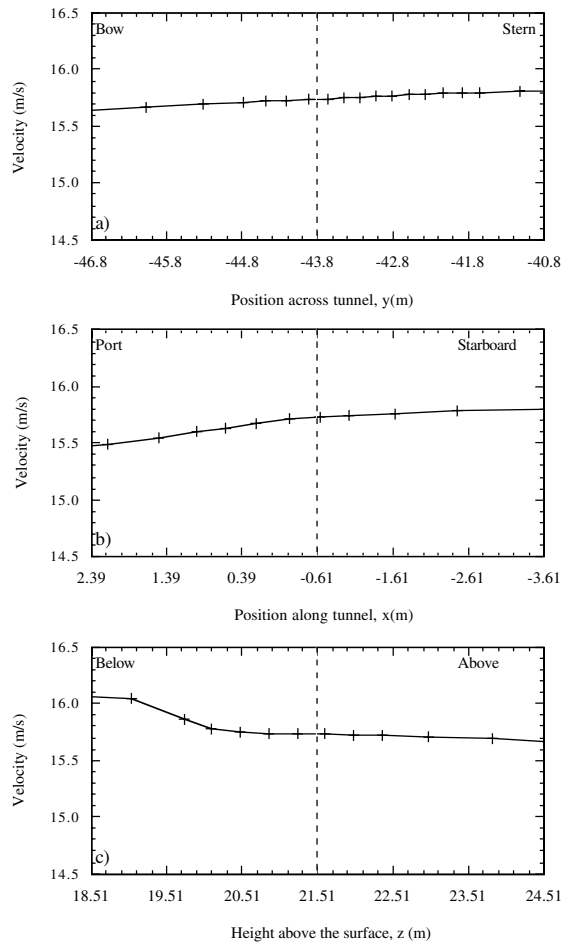 16.5
Bow Stern
16.0
15.5
15.0
14.5
a)
Velocity (m/s)
-46.8 -45.8 -44.8 -43.8 -42.8 -41.8 -40.8
Position across tunnel, y(m)
16.5
Port Starboard
16.0
15.5
15.0
14.5
b)
Velocity (m/s)
2.39 1.39 0.39 -0.61 -1.61 -2.61 -3.61
Position along tunnel, x(m)
16.5
Below Above
16.0
15.5
15.0
14.5
c)
Velocity (m/s)
18.51 19.51 20.51 21.51 22.51 23.51 24.51
Height above the surface, z (m)